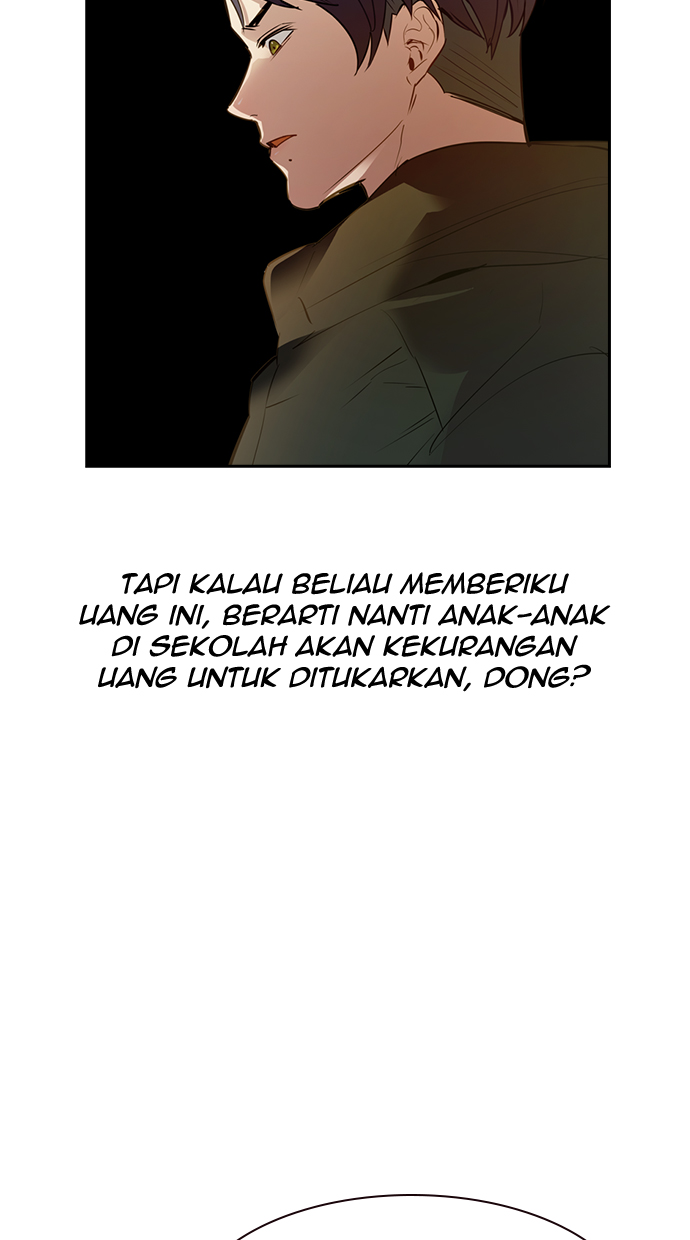 TAPI KALAU BELIAU MEMBERIKU
UANG INI, BERARTI NANTI ANAK-ANAK
DI SEKOLAH AKAN KEKURANGAN
UANG UNTUK DITUKARKAN, DONG?